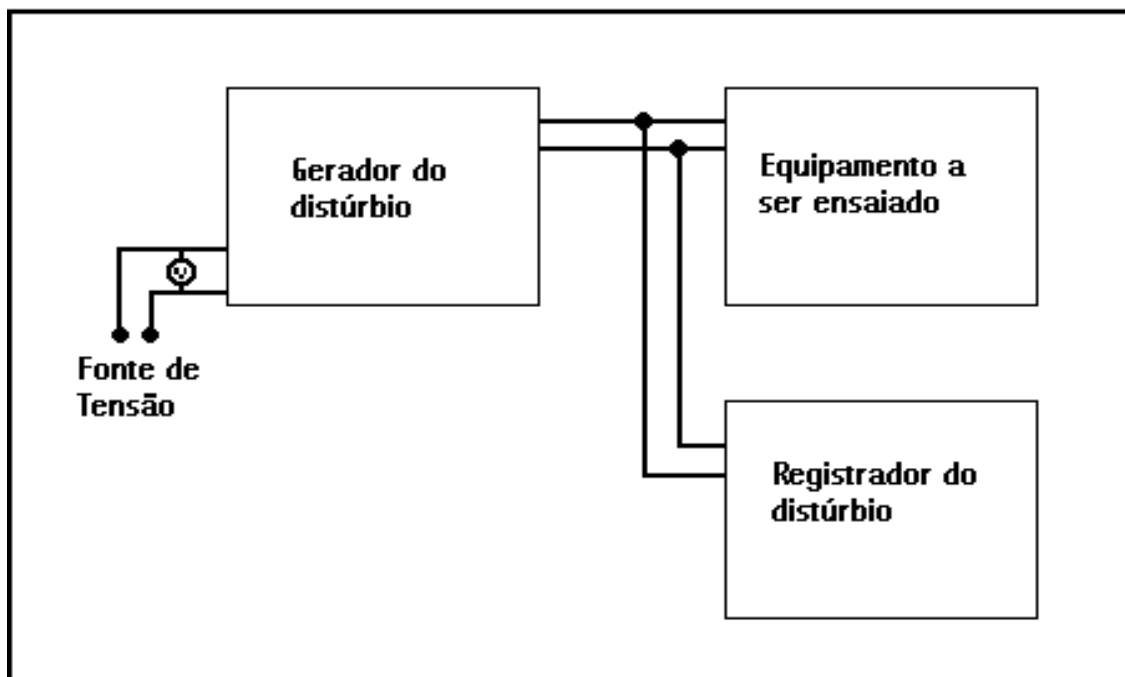 Gerador do
distúrbio
Equipamento a
ser ensaiado
V
Fonte de
Tensão
Registrador do
distúrbio